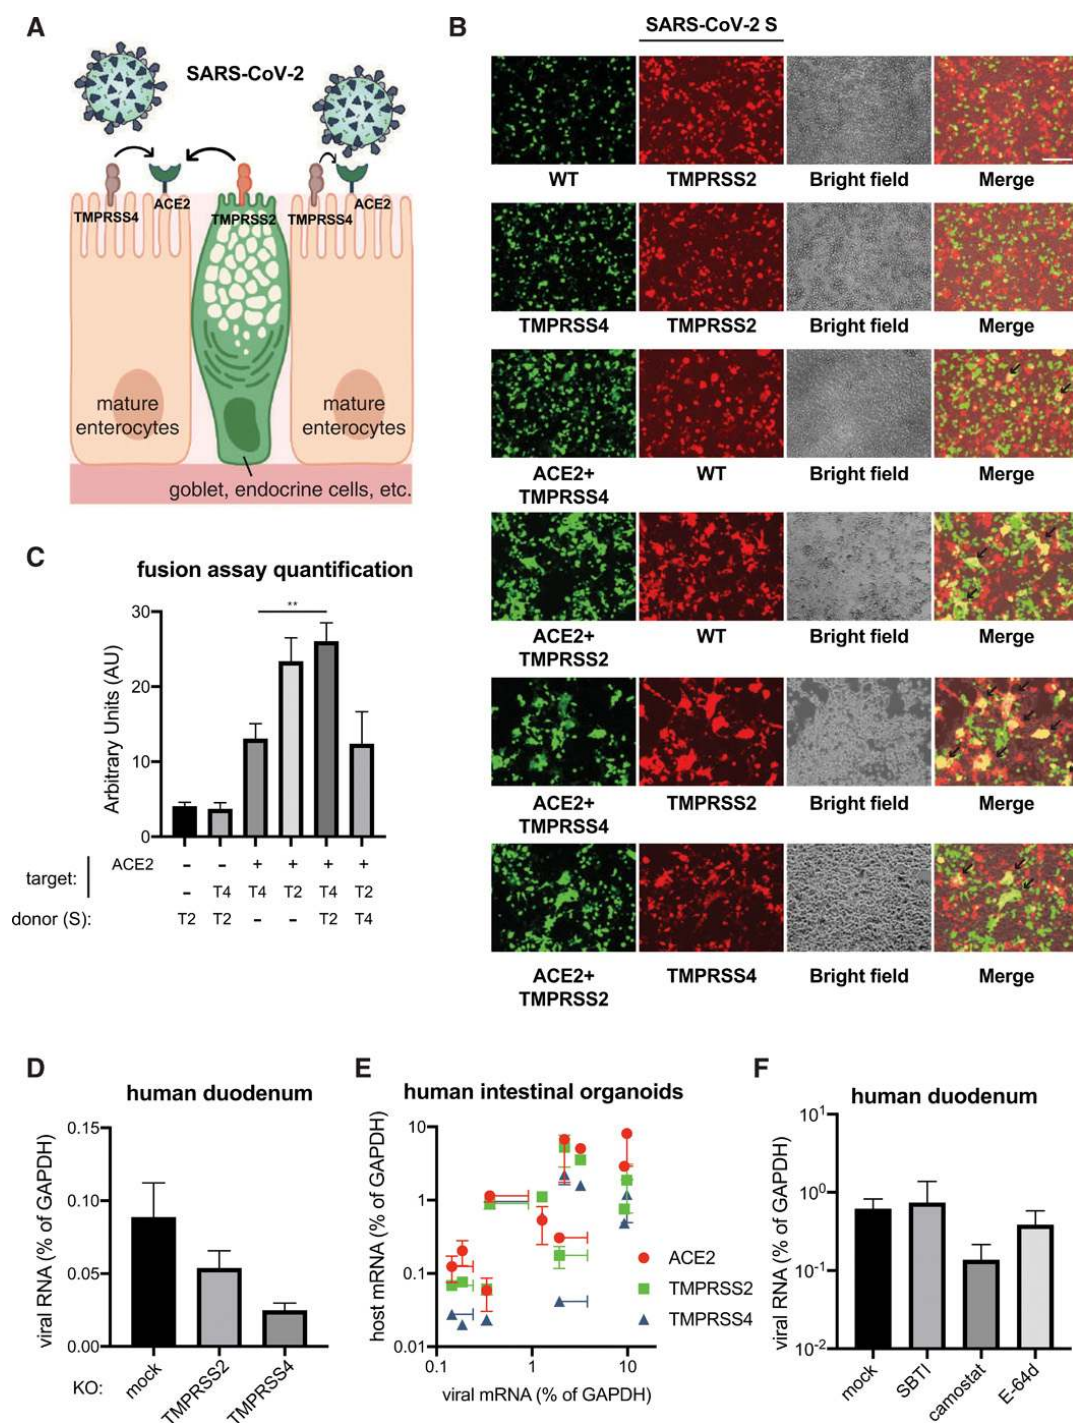 A
SARS-CoV-2
TMPRSS4
ACE2
TMPRSS2
TMPRSS4
ACE2
mature
enterocytes
mature
enterocytes
goblet, endocrine cells, etc.
B
SARS-CoV-2 S
WT TMPRSS2 Bright field Merge
TMPRSS4 TMPRSS2 Bright field Merge
ACE2+
TMPRSS4 WT Bright field Merge
ACE2+
TMPRSS2 WT Bright field Merge
ACE2+
TMPRSS4 TMPRSS2 Bright field Merge
ACE2+
TMPRSS2 TMPRSS4 Bright field Merge
C
fusion assay quantification
Arbitrary Units (AU)
30
20
10
0
**
ACE2 - - + + + +
target: - T4 T4 T2 T4 T2
donor (S): T2 T2 - - T2 T4
D
human duodenum
viral RNA (% of GAPDH)
0.15
0.10
0.05
0.00
KO: mock TMPRSS2 TMPRSS4
E
human intestinal organoids
host mRNA (% of GAPDH)
10
1
0.1
0.01
0.1 1 10
viral mRNA (% of GAPDH)
ACE2
TMPRSS2
TMPRSS4
F
human duodenum
viral RNA (% of GAPDH)
10¹
10⁰
10⁻¹
10⁻²
mock SBTI camostat E-64d